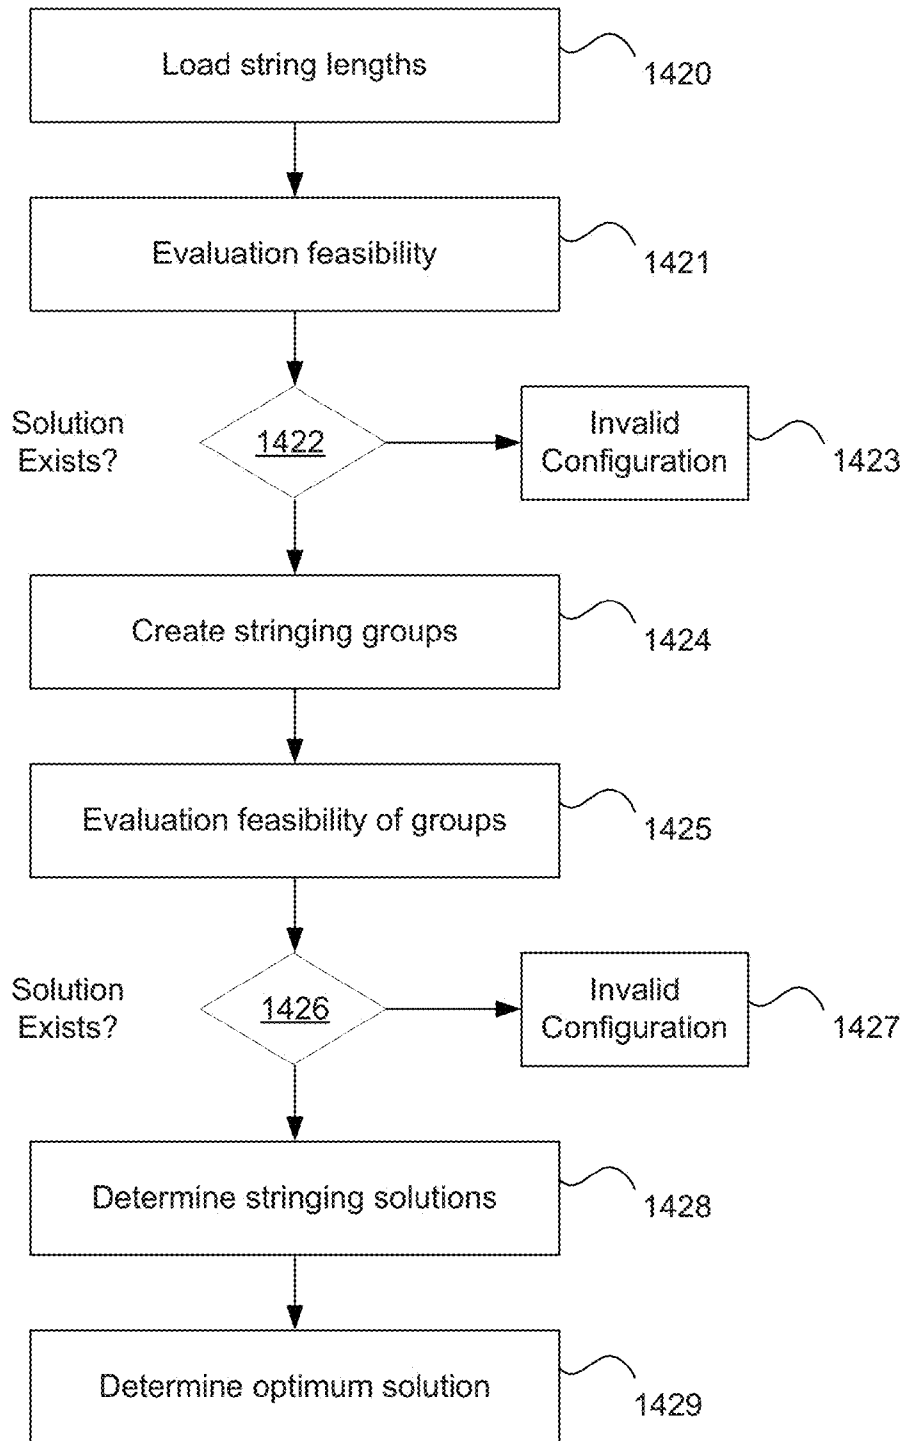 Load string lengths
1420
Evaluation feasibility
1421
Solution
Exists?
1422
Invalid
Configuration
1423
Create stringing groups
1424
Evaluation feasibility of groups
1425
Solution
Exists?
1426
Invalid
Configuration
1427
Determine stringing solutions
1428
Determine optimum solution
1429